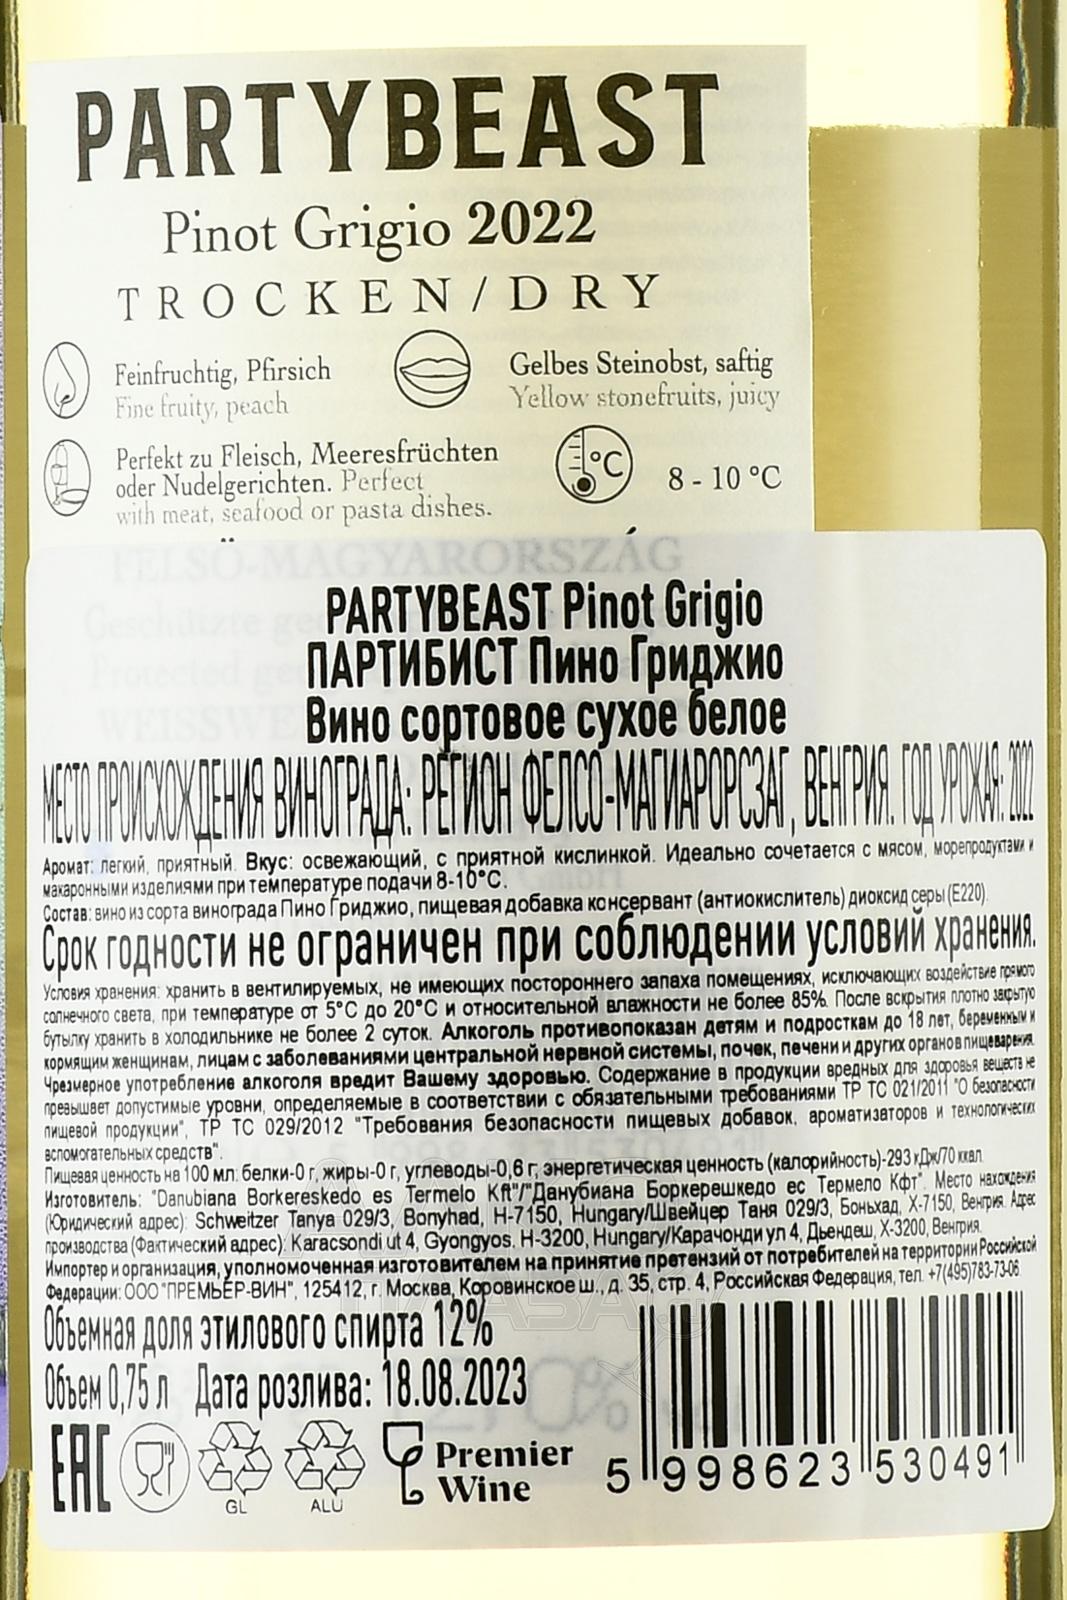 PARTYBEAST
Pinot Grigio 2022
TROCKEN/DRY
Feinfruchtig, Pfirsich
Fine fruity, peach
Gelbes Steinobst, saftig
Yellow stonefruits, juicy
Perfekt zu Fleisch, Meeresfrüchten
oder Nudelgerichten. Perfect
with meat, seafood or pasta dishes.
°C
8 - 10 °C
FELSŐ-MAGYARORSZÁG
PARTYBEAST Pinot Grigio
ПАРТИБИСТ Пино Гриджио
Вино сортовое сухое белое
МЕСТО ПРОИСХОЖДЕНИЯ ВИНОГРАДА: РЕГИОН ФЕЛСО-МАГИАРОРСЗАГ, ВЕНГРИЯ. ГОД УРОЖАЯ: 2022
Аромат: легкий, приятный. Вкус: освежающий, с приятной кислинкой. Идеально сочетается с мясом, морепродуктами и
макаронными изделиями при температуре подачи 8-10°С.
Состав: вино из сорта винограда Пино Гриджио, пищевая добавка консервант (антиокислитель) диоксид серы (Е220).
Срок годности не ограничен при соблюдении условий хранения.
Условия хранения: хранить в вентилируемых, не имеющих постороннего запаха помещениях, исключающих воздействие прямого
солнечного света, при температуре от 5°С до 20°С и относительной влажности не более 85%. После вскрытия плотно закрытую
бутылку хранить в холодильнике не более 2 суток. Алкоголь противопоказан детям и подросткам до 18 лет, беременным и
кормящим женщинам, лицам с заболеваниями центральной нервной системы, почек, печени и других органов пищеварения.
Чрезмерное употребление алкоголя вредит Вашему здоровью. Содержание в продукции вредных для здоровья веществ не
превышает допустимые уровни, определяемые в соответствии с обязательными требованиями ТР ТС 021/2011 "О безопасности
пищевой продукции", ТР ТС 029/2012 "Требования безопасности пищевых добавок, ароматизаторов и технологических
вспомогательных средств".
Пищевая ценность на 100 мл: белки-0 г, жиры-0 г, углеводы-0,6 г, энергетическая ценность (калорийность)-293 кДж/70 ккал.
Изготовитель: "Danubiana Borkereskedo es Termelo Kft"/"Данубиана Боркерешкедо ес Термело Кфт". Место нахождения
(Юридический адрес): Schweitzer Tanya 029/3, Bonyhad, H-7150, Hungary/Швейцер Таня 029/3, Боньхад, Х-7150, Венгрия. Адрес
производства (Фактический адрес): Karacsondi ut 4, Gyongyos, H-3200, Hungary/Карачонди ул 4, Дьендеш, Х-3200, Венгрия.
Импортер и организация, уполномоченная изготовителем на принятие претензий от потребителей на территории Российской
Федерации: ООО "ПРЕМЬЕР-ВИН", 125412, г. Москва, Коровинское ш., д. 35, стр. 4, Российская Федерация, тел. +7(495)783-73-06
Объемная доля этилового спирта 12%
Объем 0,75 л Дата розлива: 18.08.2023
EAC
GL
ALU
Premier
Wine
5 998623 530491